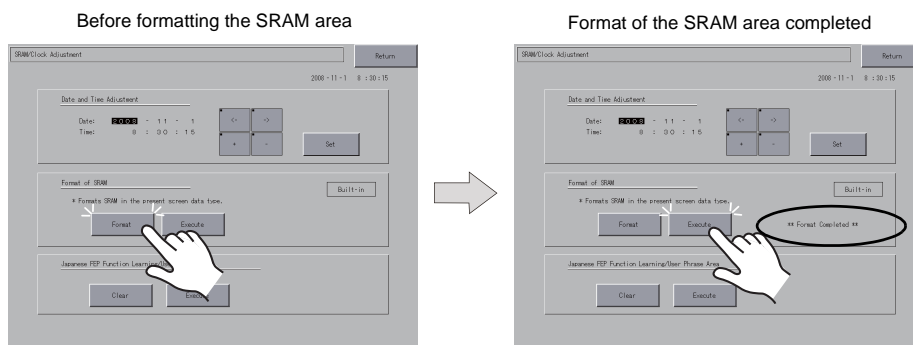 Before formatting the SRAM area
SRAM/Clock Adjustment
Return
2008 - 11 - 1 8 : 30 : 15
Date and Time Adjustment
Date: 2008 - 11 - 1
Time: 8 : 30 : 15
<- ->
+ -
Set
Format of SRAM
Built-in
* Formats SRAM in the present screen data type.
Format Execute
Japanese FEP Function Learning/
Clear
Format of the SRAM area completed
SRAM/Clock Adjustment
Return
2008 - 11 - 1 8 : 30 : 15
Date and Time Adjustment
Date: 2008 - 11 - 1
Time: 8 : 30 : 15
<- ->
+ -
Set
Format of SRAM
Built-in
* Formats SRAM in the present screen data type.
Format Execute
** Format Completed **
Japanese FEP Function Learning/User Phrase Area
Clear Execute